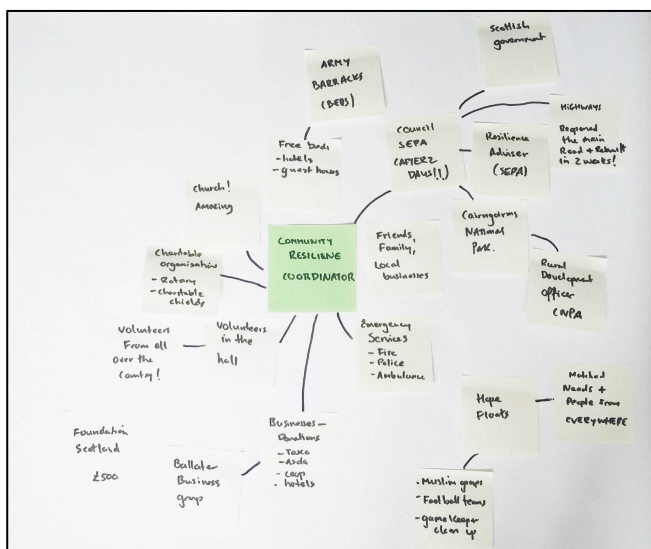 Scottish
government
ARMY
BARRACKS
(BEDS)
HIGHWAYS
Reopened
the main
Road + Rebuilt
in 2 weeks!
COUNCIL
SEPA
(AFTER 2
DAYS!!!)
Resilience
Adviser
(SEPA)
Free beds
- hotels
- guest houses
Church!
Amazing
Cairngorms
NATIONAL
PARK.
COMMUNITY
RESILIENE
COORDINATOR
Friends,
Family,
Local
businesses
Charitable
organisation
- Rotary
- Charitable
chields
Rural
Development
Officer
CNPA
Volunteers
From all
over the
Country!
Volunteers
in the
hall
Emergency
Services
- Fire
- Police
- Ambulance
Hope
Floats
Matched
Needs +
People From
EVERYWHERE
Foundation
Scotland
£500
Ballater
Business
group
Businesses -
Donations
- Tesco
- Asda
- coop
- hotels
- Muslim groups
- Football teams
- gamekeeper
clean up